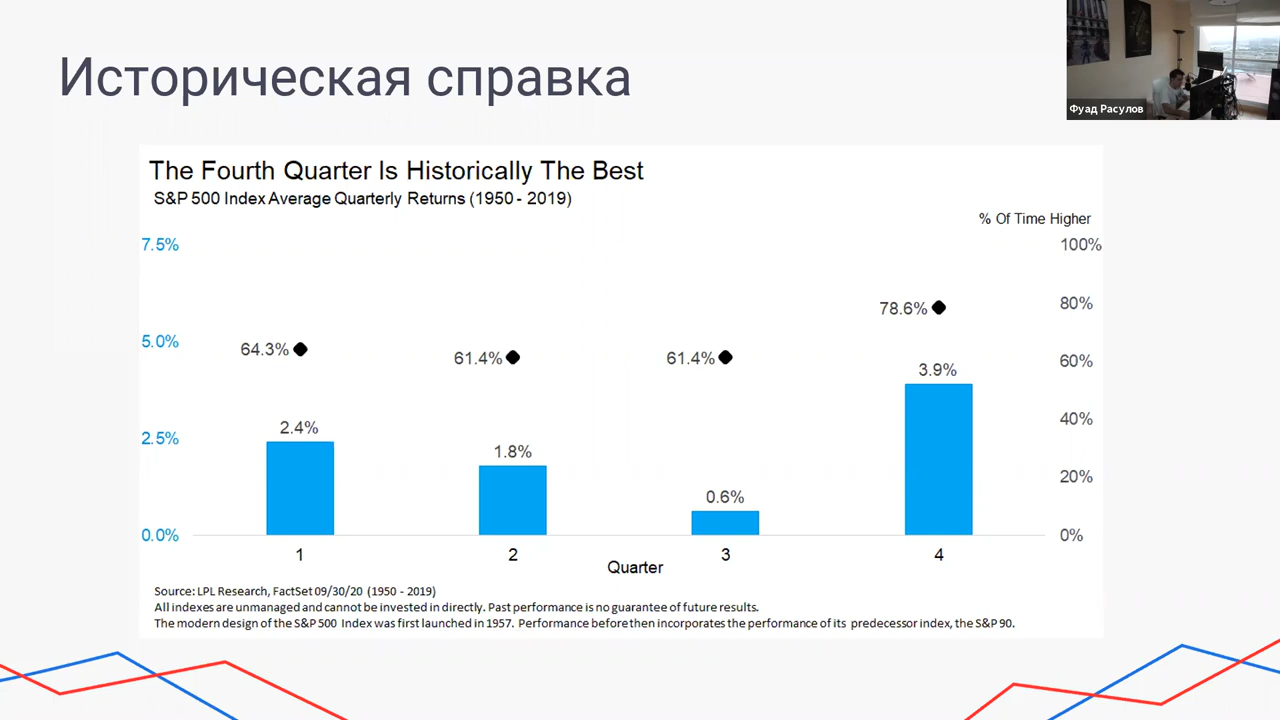 Историческая справка
Фуад Расулов
The Fourth Quarter Is Historically The Best
S&P 500 Index Average Quarterly Returns (1950 - 2019)
% Of Time Higher
7.5%
100%
78.6%
80%
5.0%
64.3%
61.4%
61.4%
60%
3.9%
2.4%
40%
2.5%
1.8%
20%
0.6%
0.0%
0%
1 2 3 4
Quarter
Source: LPL Research, FactSet 09/30/20 (1950 - 2019)
All indexes are unmanaged and cannot be invested in directly. Past performance is no guarantee of future results.
The modern design of the S&P 500 Index was first launched in 1957. Performance before then incorporates the performance of its predecessor index, the S&P 90.